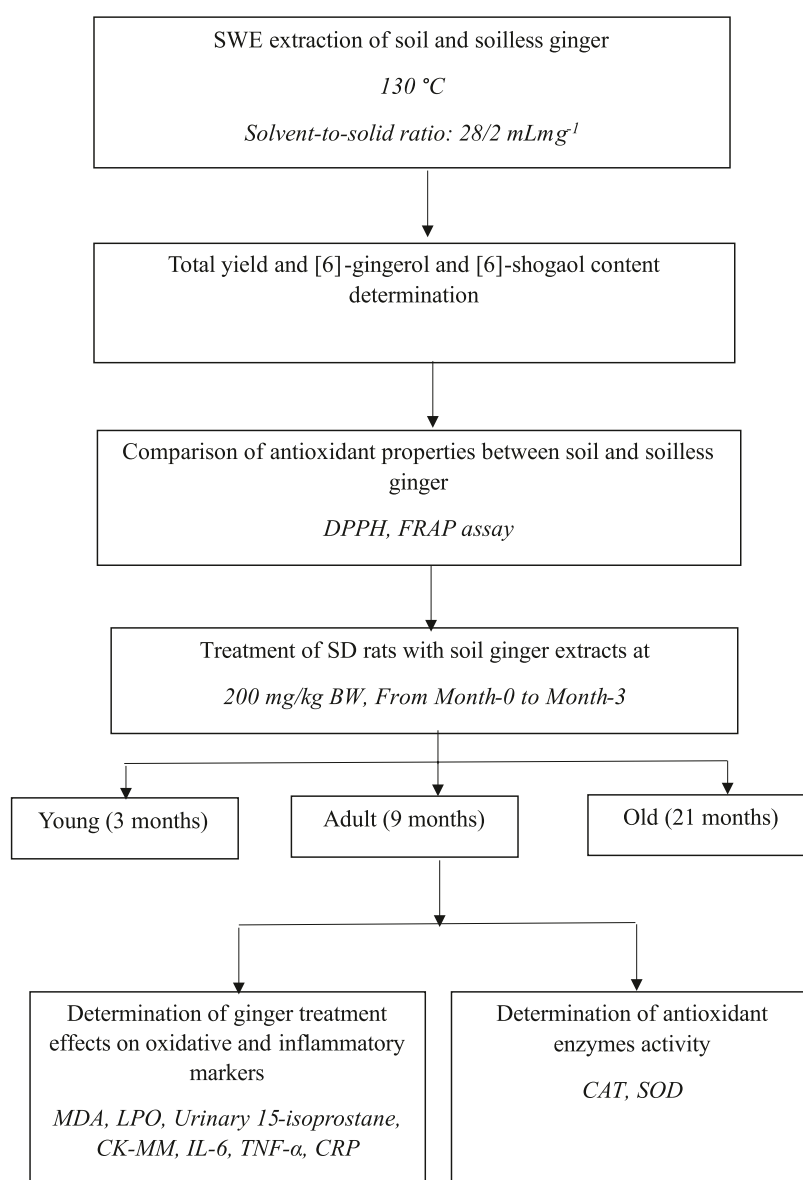 SWE extraction of soil and soilless ginger
130 °C
Solvent-to-solid ratio: 28/2 mLmg⁻¹
Total yield and [6]-gingerol and [6]-shogaol content
determination
Comparison of antioxidant properties between soil and soilless
ginger
DPPH, FRAP assay
Treatment of SD rats with soil ginger extracts at
200 mg/kg BW, From Month-0 to Month-3
Young (3 months)
Adult (9 months)
Old (21 months)
Determination of ginger treatment
effects on oxidative and inflammatory
markers
MDA, LPO, Urinary 15-isoprostane,
CK-MM, IL-6, TNF-α, CRP
Determination of antioxidant
enzymes activity
CAT, SOD